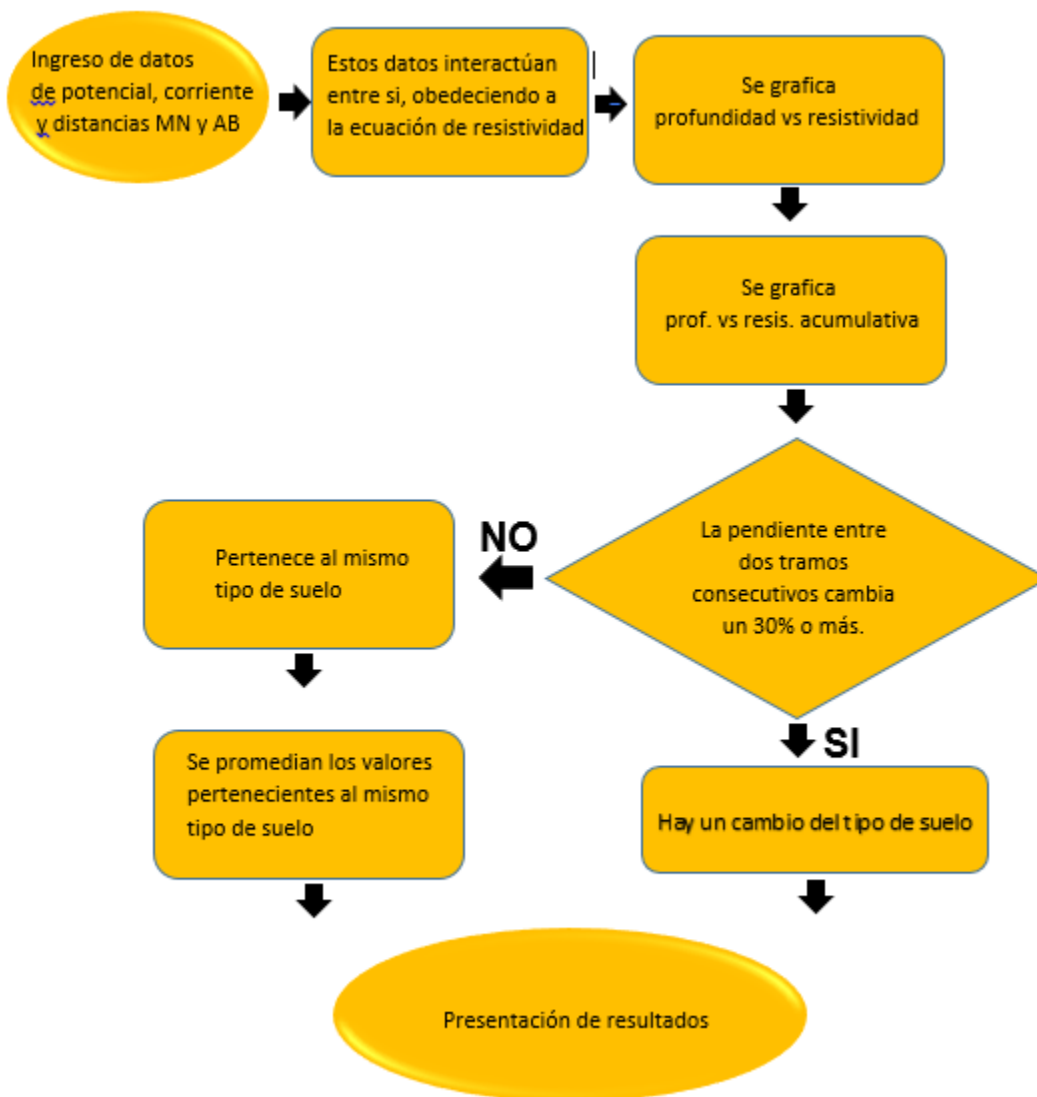 Ingreso de datos
de potencial, corriente
y distancias MN y AB
Estos datos interactúan
entre si, obedeciendo a
la ecuación de resistividad
Se grafica
profundidad vs resistividad
Se grafica
prof. vs resis. acumulativa
La pendiente entre
dos tramos
consecutivos cambia
un 30% o más.
NO
Pertenece al mismo
tipo de suelo
Se promedian los valores
pertenecientes al mismo
tipo de suelo
SI
Hay un cambio del tipo de suelo
Presentación de resultados